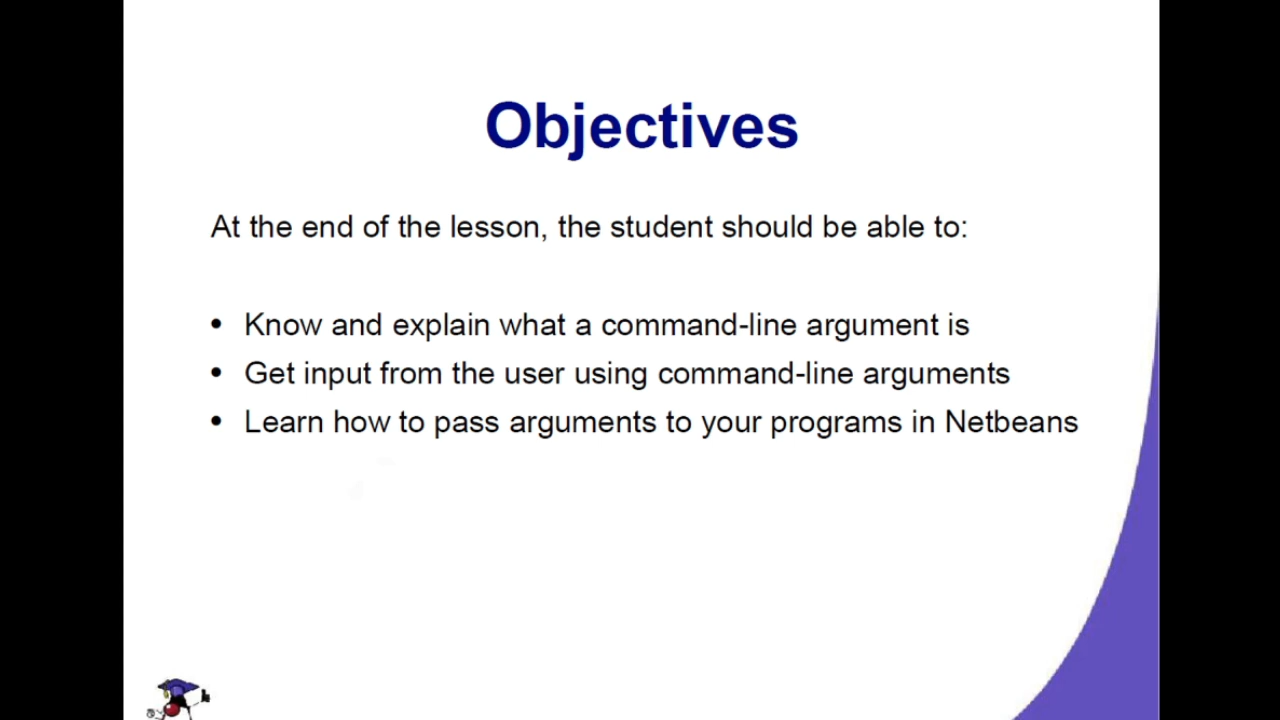 Objectives
At the end of the lesson, the student should be able to:
• Know and explain what a command-line argument is
• Get input from the user using command-line arguments
• Learn how to pass arguments to your programs in Netbeans